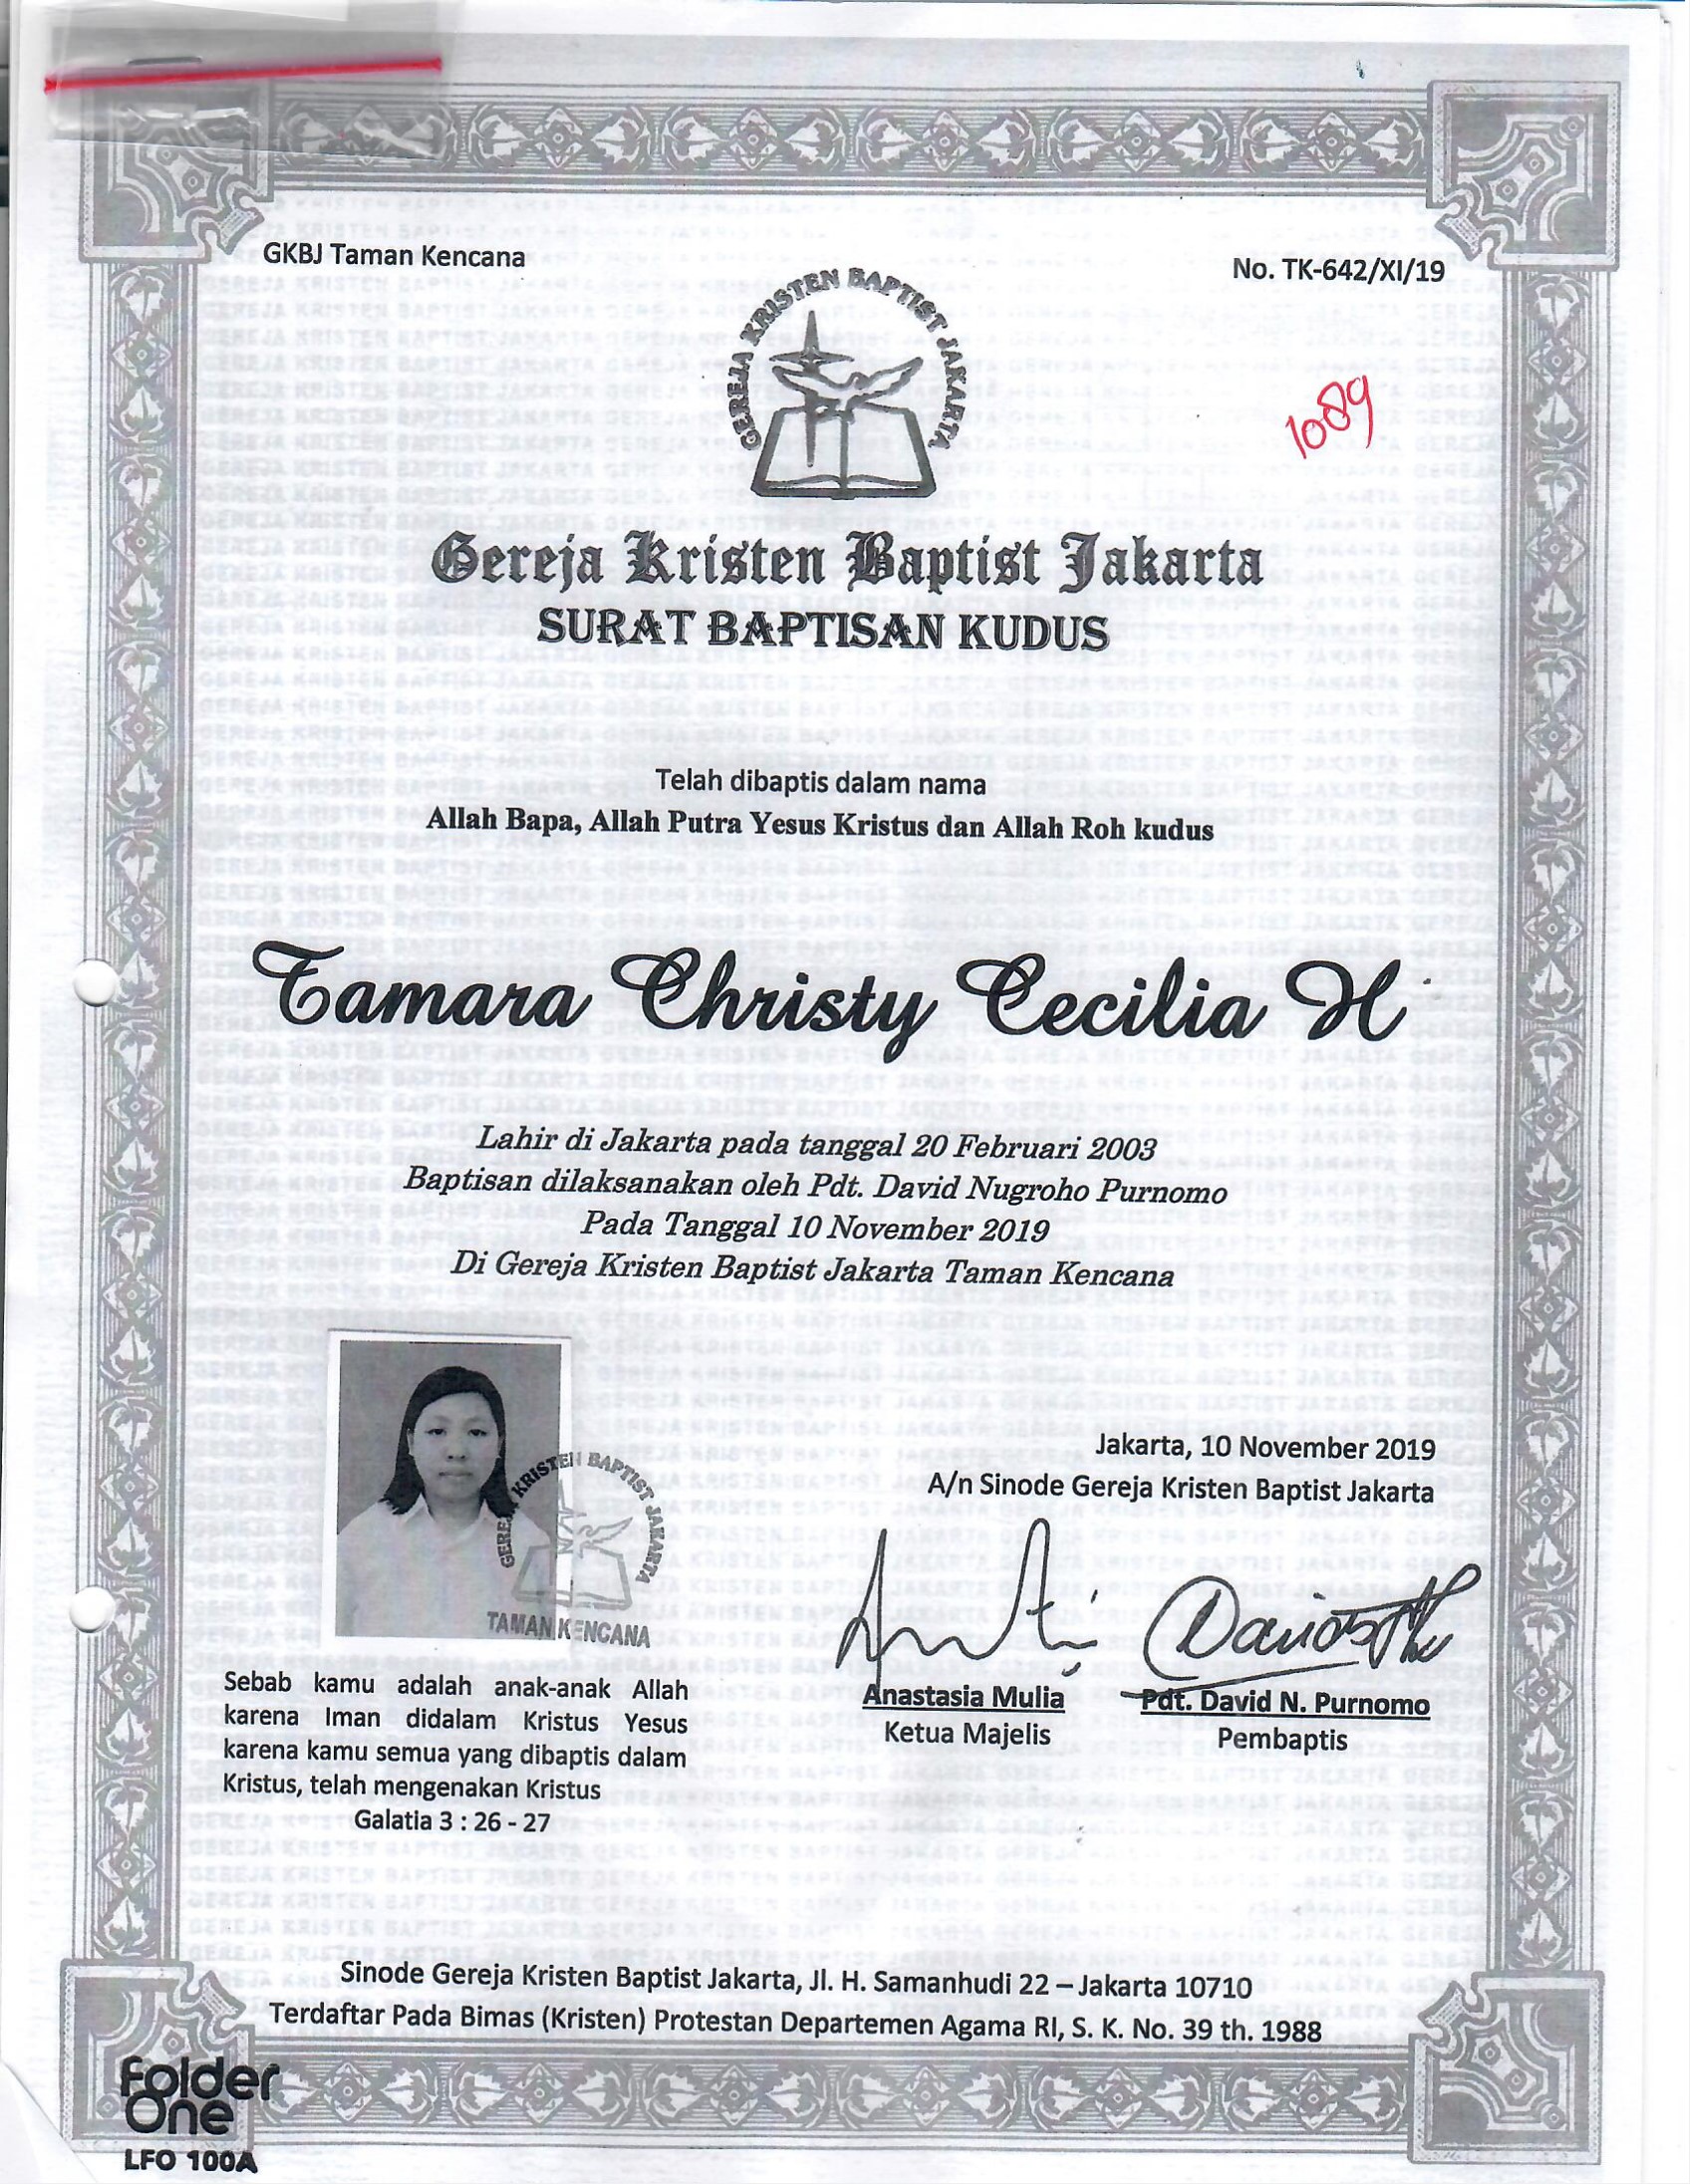 GKBJ Taman Kencana
No. TK-642/XI/19
GEREJA KRISTEN BAPTIST JAKARTA
1089
Gereja Kristen Baptist Jakarta
SURAT BAPTISAN KUDUS
Telah dibaptis dalam nama
Allah Bapa, Allah Putra Yesus Kristus dan Allah Roh kudus
Tamara Christy Cecilia H
Lahir di Jakarta pada tanggal 20 Februari 2003
Baptisan dilaksanakan oleh Pdt. David Nugroho Purnomo
Pada Tanggal 10 November 2019
Di Gereja Kristen Baptist Jakarta Taman Kencana
GEREJA KRISTEN BAPTIST JAKARTA
TAMAN KENCANA
Jakarta, 10 November 2019
A/n Sinode Gereja Kristen Baptist Jakarta
Anastasia Mulia
Ketua Majelis
Pdt. David N. Purnomo
Pembaptis
Sebab kamu adalah anak-anak Allah
karena Iman didalam Kristus Yesus
karena kamu semua yang dibaptis dalam
Kristus, telah mengenakan Kristus
Galatia 3 : 26 - 27
Sinode Gereja Kristen Baptist Jakarta, Jl. H. Samanhudi 22 – Jakarta 10710
Terdaftar Pada Bimas (Kristen) Protestan Departemen Agama RI, S. K. No. 39 th. 1988
Folder
One
LFO 100A